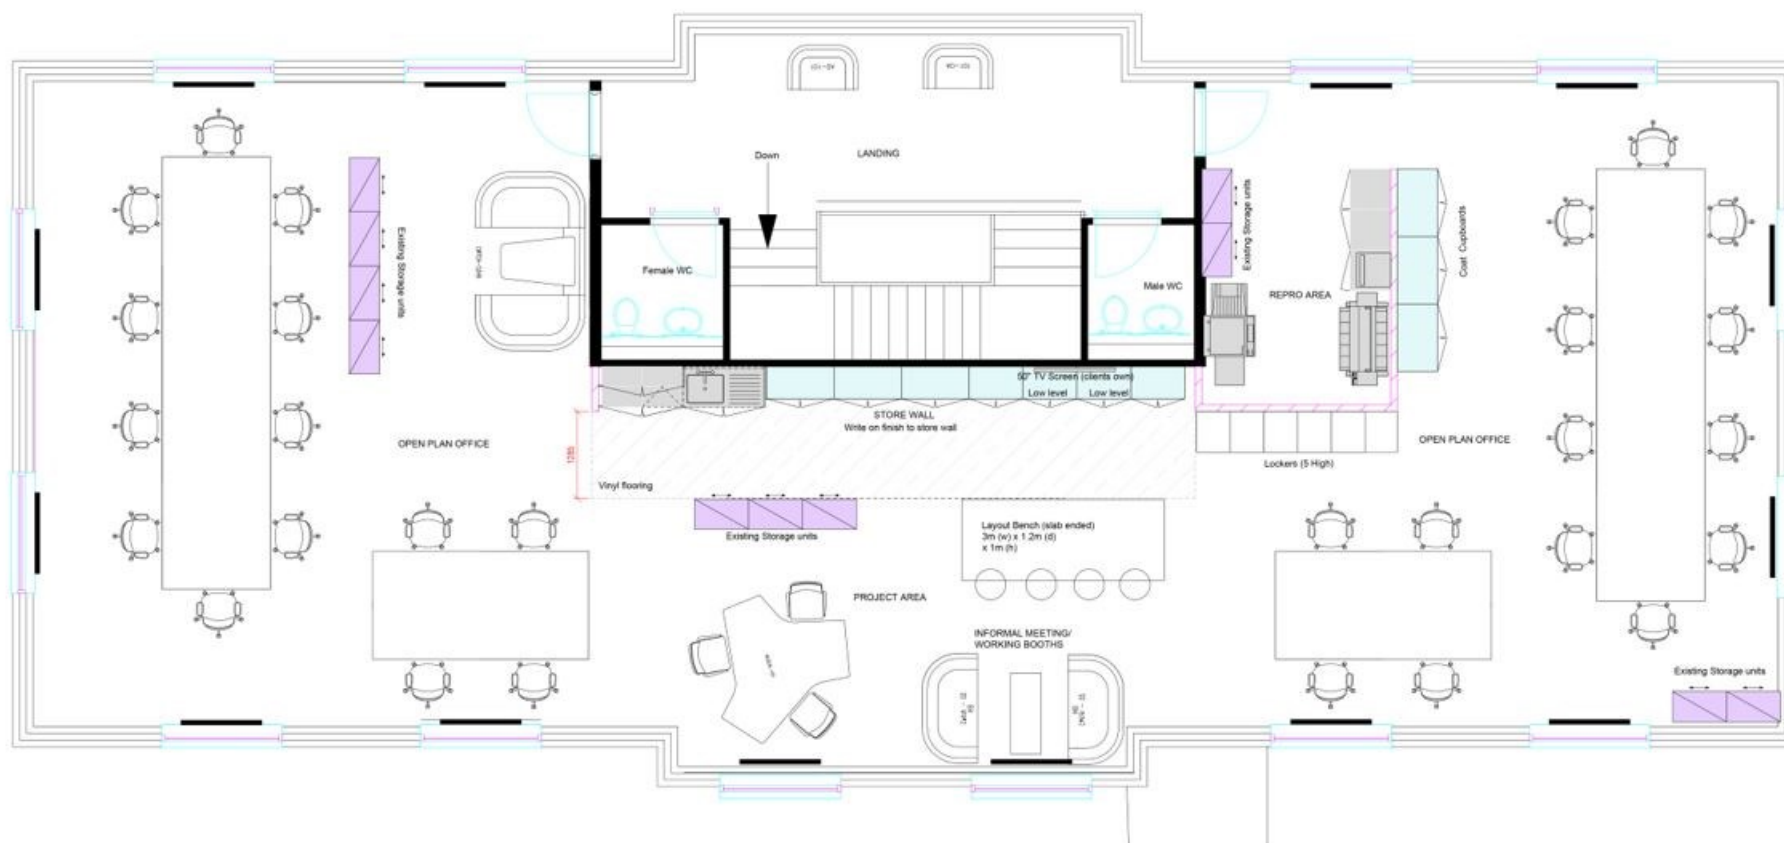 Down
LANDING
Existing Storage units
Female WC
Male WC
Existing Storage units
REPRO AREA
Coat Cupboards
50" TV Screen (clients own)
Low level
Low level
STORE WALL
Write on finish to store wall
OPEN PLAN OFFICE
1285
Vinyl flooring
OPEN PLAN OFFICE
Lockers (5 High)
Existing Storage units
Layout Bench (slab ended)
3m (w) x 1.2m (d)
x 1m (h)
PROJECT AREA
INFORMAL MEETING/
WORKING BOOTHS
Existing Storage units